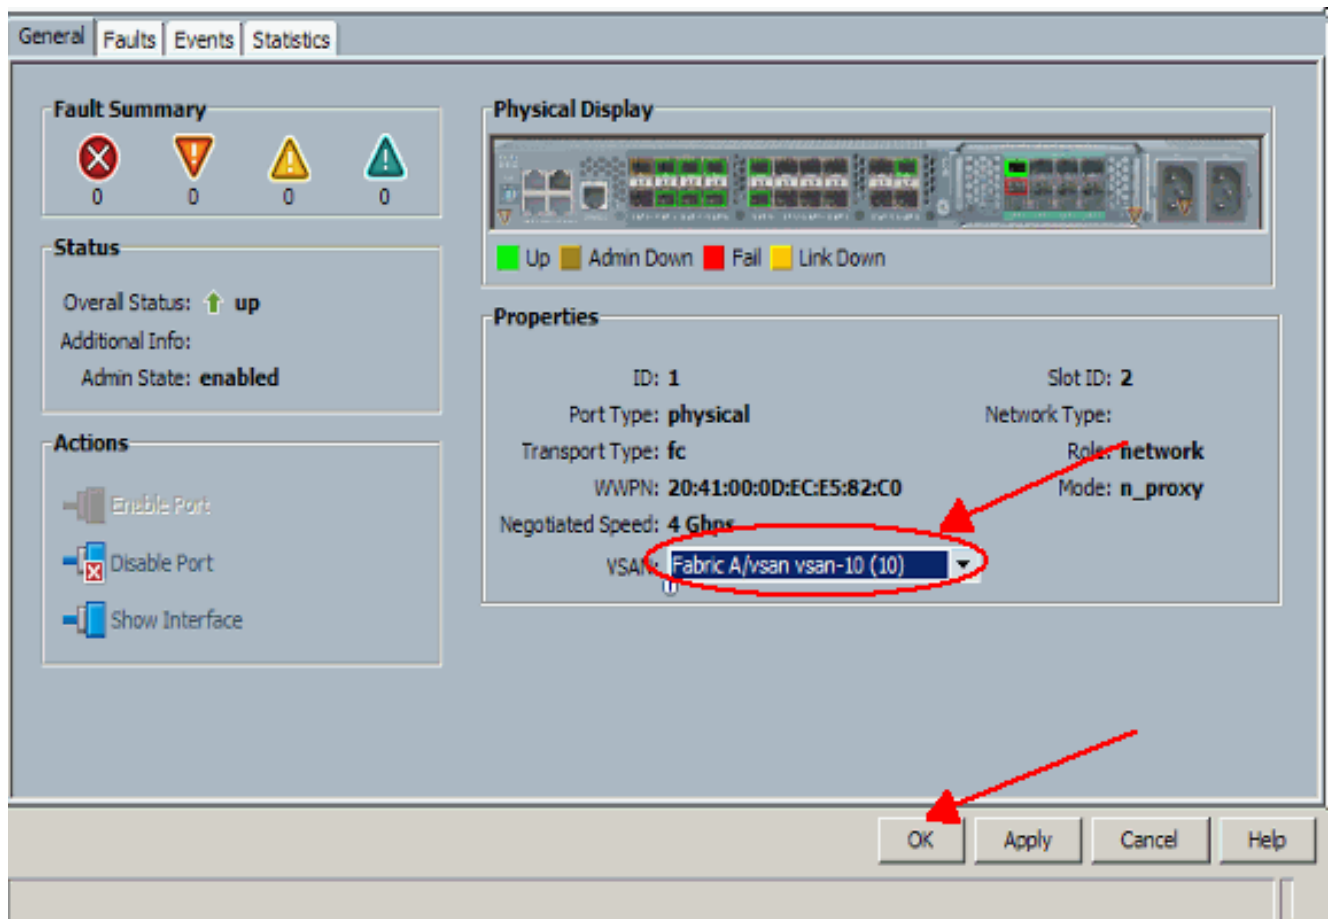 General Faults Events Statistics
Fault Summary
0 0 0 0
Status
Overall Status: up
Additional Info:
Admin State: enabled
Actions
Enable Port
Disable Port
Show Interface
Physical Display
Up Admin Down Fail Link Down
Properties
ID: 1 Slot ID: 2
Port Type: physical Network Type:
Transport Type: fc Role: network
WWPN: 20:41:00:0D:EC:E5:82:C0 Mode: n_proxy
Negotiated Speed: 4 Gbps
VSAN: Fabric A/vsan vsan-10 (10)
OK Apply Cancel Help